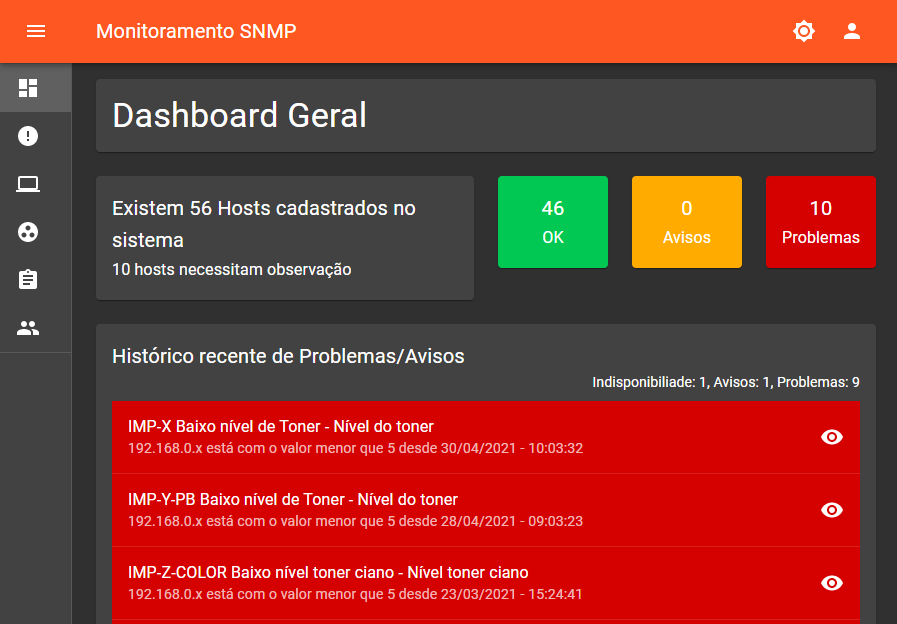 Monitoramento SNMP
Dashboard Geral
Existem 56 Hosts cadastrados no
sistema
10 hosts necessitam observação
46
OK
0
Avisos
10
Problemas
Histórico recente de Problemas/Avisos
Indisponibiliade: 1, Avisos: 1, Problemas: 9
IMP-X Baixo nível de Toner - Nível do toner
192.168.0.x está com o valor menor que 5 desde 30/04/2021 - 10:03:32
IMP-Y-PB Baixo nível de Toner - Nível do toner
192.168.0.x está com o valor menor que 5 desde 28/04/2021 - 09:03:23
IMP-Z-COLOR Baixo nível toner ciano - Nível toner ciano
192.168.0.x está com o valor menor que 5 desde 23/03/2021 - 15:24:41